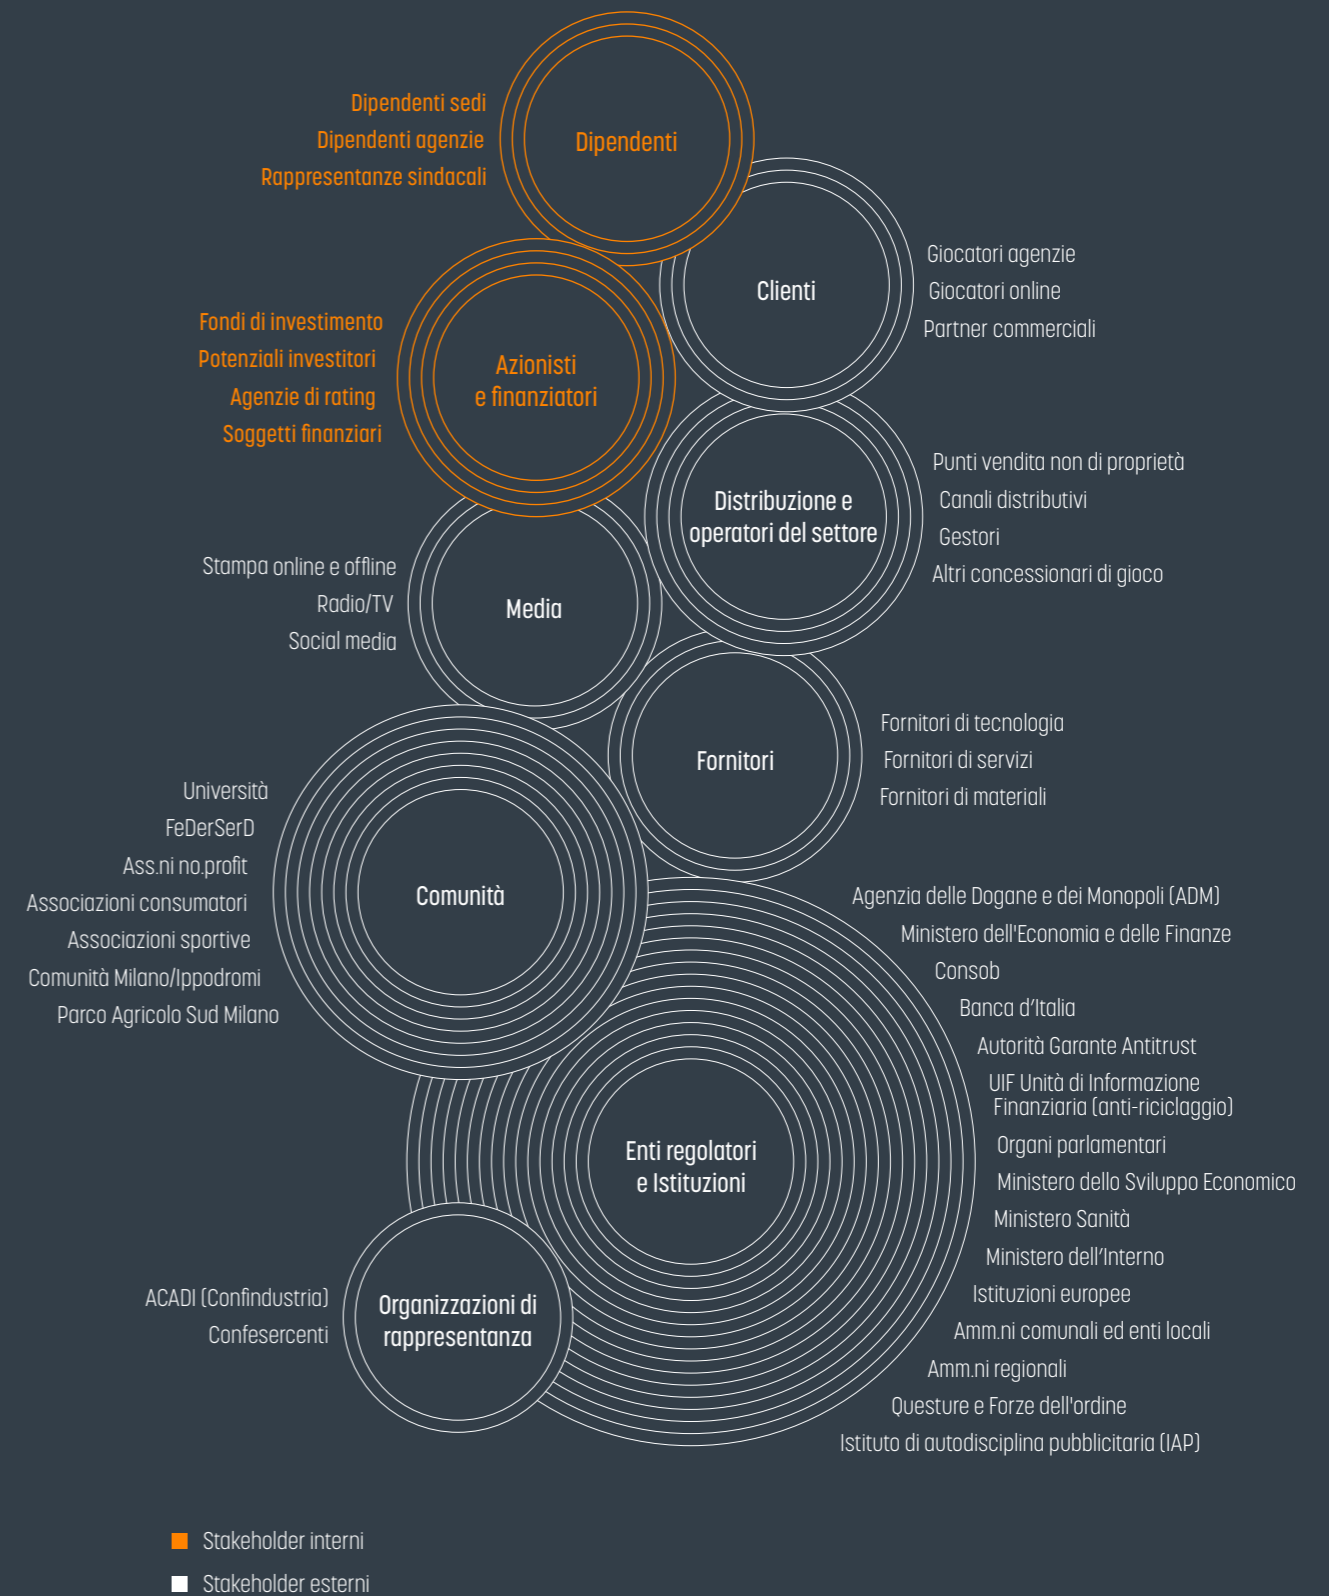 Dipendenti sedi
Dipendenti agenzie
Rappresentanze sindacali
Dipendenti
Clienti
Giocatori agenzie
Giocatori online
Partner commerciali
Fondi di investimento
Potenziali investitori
Agenzie di rating
Soggetti finanziari
Azionisti
e finanziatori
Distribuzione e
operatori del settore
Punti vendita non di proprietà
Canali distributivi
Gestori
Altri concessionari di gioco
Stampa online e offline
Radio/TV
Social media
Media
Fornitori
Fornitori di tecnologia
Fornitori di servizi
Fornitori di materiali
Università
FeDerSerD
Ass.ni no.profit
Associazioni consumatori
Associazioni sportive
Comunità Milano/Ippodromi
Parco Agricolo Sud Milano
Comunità
Enti regolatori
e Istituzioni
Agenzia delle Dogane e dei Monopoli (ADM)
Ministero dell'Economia e delle Finanze
Consob
Banca d'Italia
Autorità Garante Antitrust
UIF Unità di Informazione
Finanziaria (anti-riciclaggio)
Organi parlamentari
Ministero dello Sviluppo Economico
Ministero Sanità
Ministero dell'Interno
Istituzioni europee
Amm.ni comunali ed enti locali
Amm.ni regionali
Questure e Forze dell'ordine
Istituto di autodisciplina pubblicitaria (IAP)
ACADI (Confindustria)
Confesercenti
Organizzazioni di
rappresentanza
Stakeholder interni
Stakeholder esterni